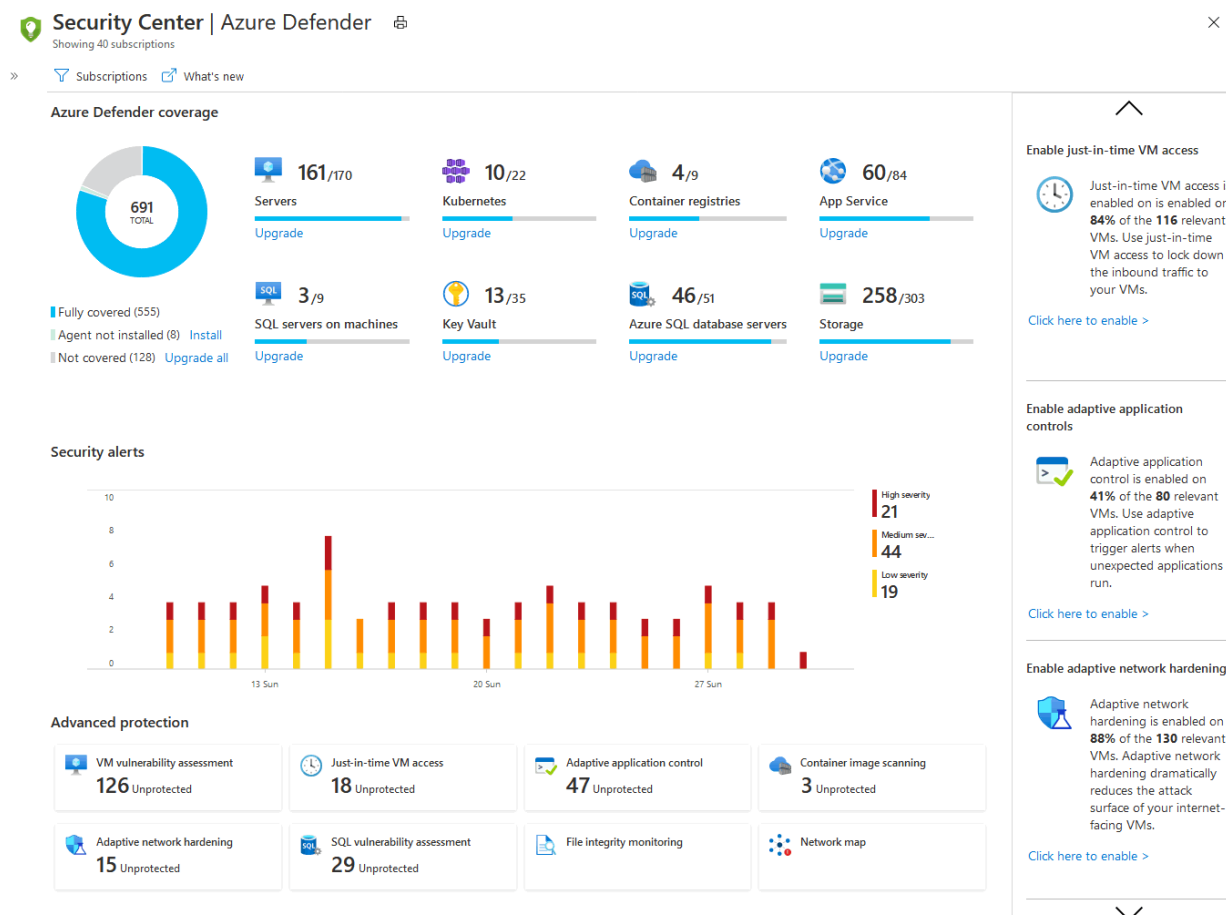 Security Center | Azure Defender
Showing 40 subscriptions
»
Subscriptions What's new
Azure Defender coverage
691
TOTAL
Fully covered (555)
Agent not installed (8) Install
Not covered (128) Upgrade all
161/170
Servers
Upgrade
10/22
Kubernetes
Upgrade
4/9
Container registries
Upgrade
60/84
App Service
Upgrade
SQL
3/9
SQL servers on machines
Upgrade
13/35
Key Vault
Upgrade
SQL
46/51
Azure SQL database servers
Upgrade
258/303
Storage
Upgrade
Security alerts
10
8
6
4
2
0
13 Sun
20 Sun
27 Sun
High severity
21
Medium sev...
44
Low severity
19
Advanced protection
VM vulnerability assessment
126 Unprotected
Just-in-time VM access
18 Unprotected
Adaptive application control
47 Unprotected
Container image scanning
3 Unprotected
Adaptive network hardening
15 Unprotected
SQL
SQL vulnerability assessment
29 Unprotected
File integrity monitoring
Network map
Enable just-in-time VM access
Just-in-time VM access i
enabled on is enabled on
84% of the 116 relevant
VMs. Use just-in-time
VM access to lock down
the inbound traffic to
your VMs.
Click here to enable >
Enable adaptive application
controls
Adaptive application
control is enabled on
41% of the 80 relevant
VMs. Use adaptive
application control to
trigger alerts when
unexpected applications
run.
Click here to enable >
Enable adaptive network hardening
Adaptive network
hardening is enabled on
88% of the 130 relevant
VMs. Adaptive network
hardening dramatically
reduces the attack
surface of your internet-
facing VMs.
Click here to enable >